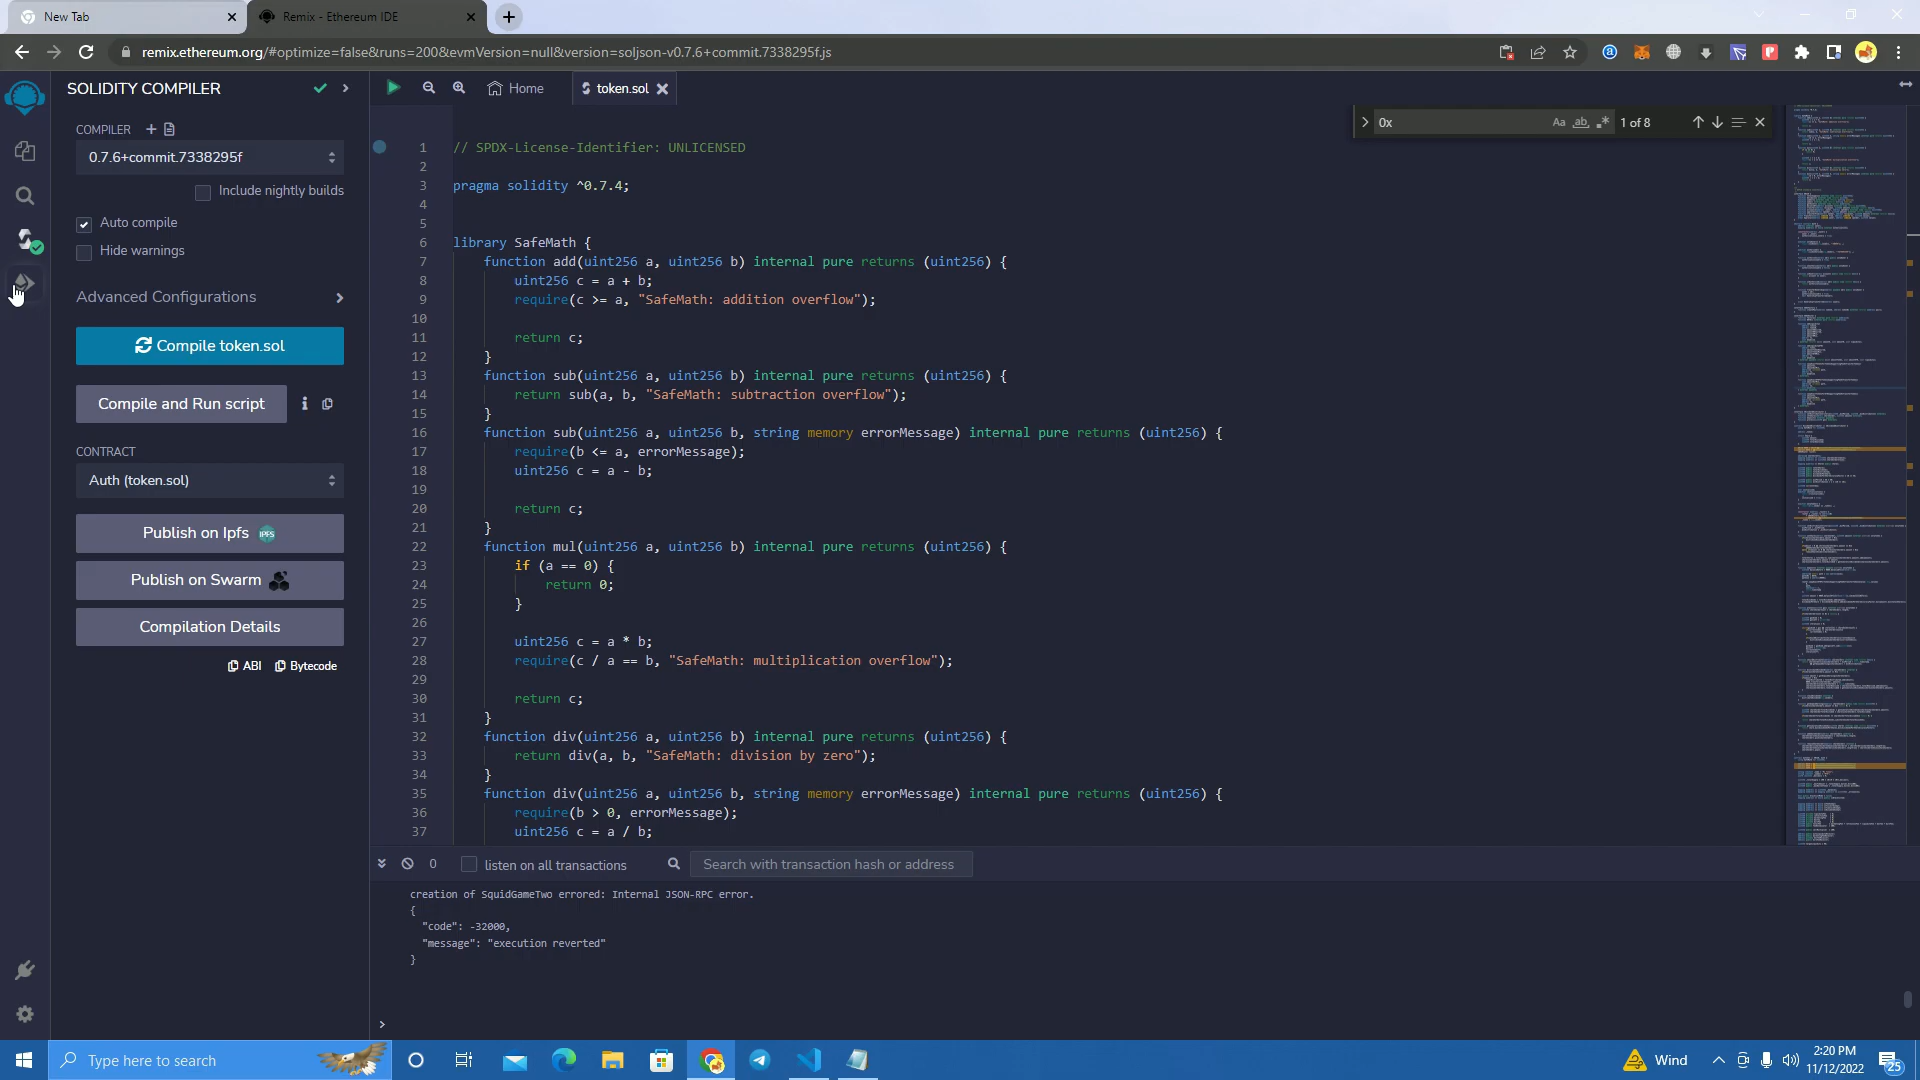 New Tab
Remix - Ethereum IDE
remix.ethereum.org/#optimize=false&runs=200&evmVersion=null&version=soljson-v0.7.6+commit.7338295f.js
SOLIDITY COMPILER
COMPILER
0.7.6+commit.7338295f
Include nightly builds
Auto compile
Hide warnings
Advanced Configurations
Compile token.sol
Compile and Run script
CONTRACT
Auth (token.sol)
Publish on Ipfs
IPFS
Publish on Swarm
Compilation Details
ABI Bytecode
Home
token.sol
0x
Aa
ab
1 of 8
1 // SPDX-License-Identifier: UNLICENSED
2
3 pragma solidity ^0.7.4;
4
5
6 library SafeMath {
7 function add(uint256 a, uint256 b) internal pure returns (uint256) {
8 uint256 c = a + b;
9 require(c >= a, "SafeMath: addition overflow");
10
11 return c;
12 }
13 function sub(uint256 a, uint256 b) internal pure returns (uint256) {
14 return sub(a, b, "SafeMath: subtraction overflow");
15 }
16 function sub(uint256 a, uint256 b, string memory errorMessage) internal pure returns (uint256) {
17 require(b <= a, errorMessage);
18 uint256 c = a - b;
19
20 return c;
21 }
22 function mul(uint256 a, uint256 b) internal pure returns (uint256) {
23 if (a == 0) {
24 return 0;
25 }
26
27 uint256 c = a * b;
28 require(c / a == b, "SafeMath: multiplication overflow");
29
30 return c;
31 }
32 function div(uint256 a, uint256 b) internal pure returns (uint256) {
33 return div(a, b, "SafeMath: division by zero");
34 }
35 function div(uint256 a, uint256 b, string memory errorMessage) internal pure returns (uint256) {
36 require(b > 0, errorMessage);
37 uint256 c = a / b;
0
listen on all transactions
Search with transaction hash or address
creation of SquidGameTwo errored: Internal JSON-RPC error.
{
"code": -32000,
"message": "execution reverted"
}
>
Type here to search
Wind
2:20 PM
11/12/2022
25